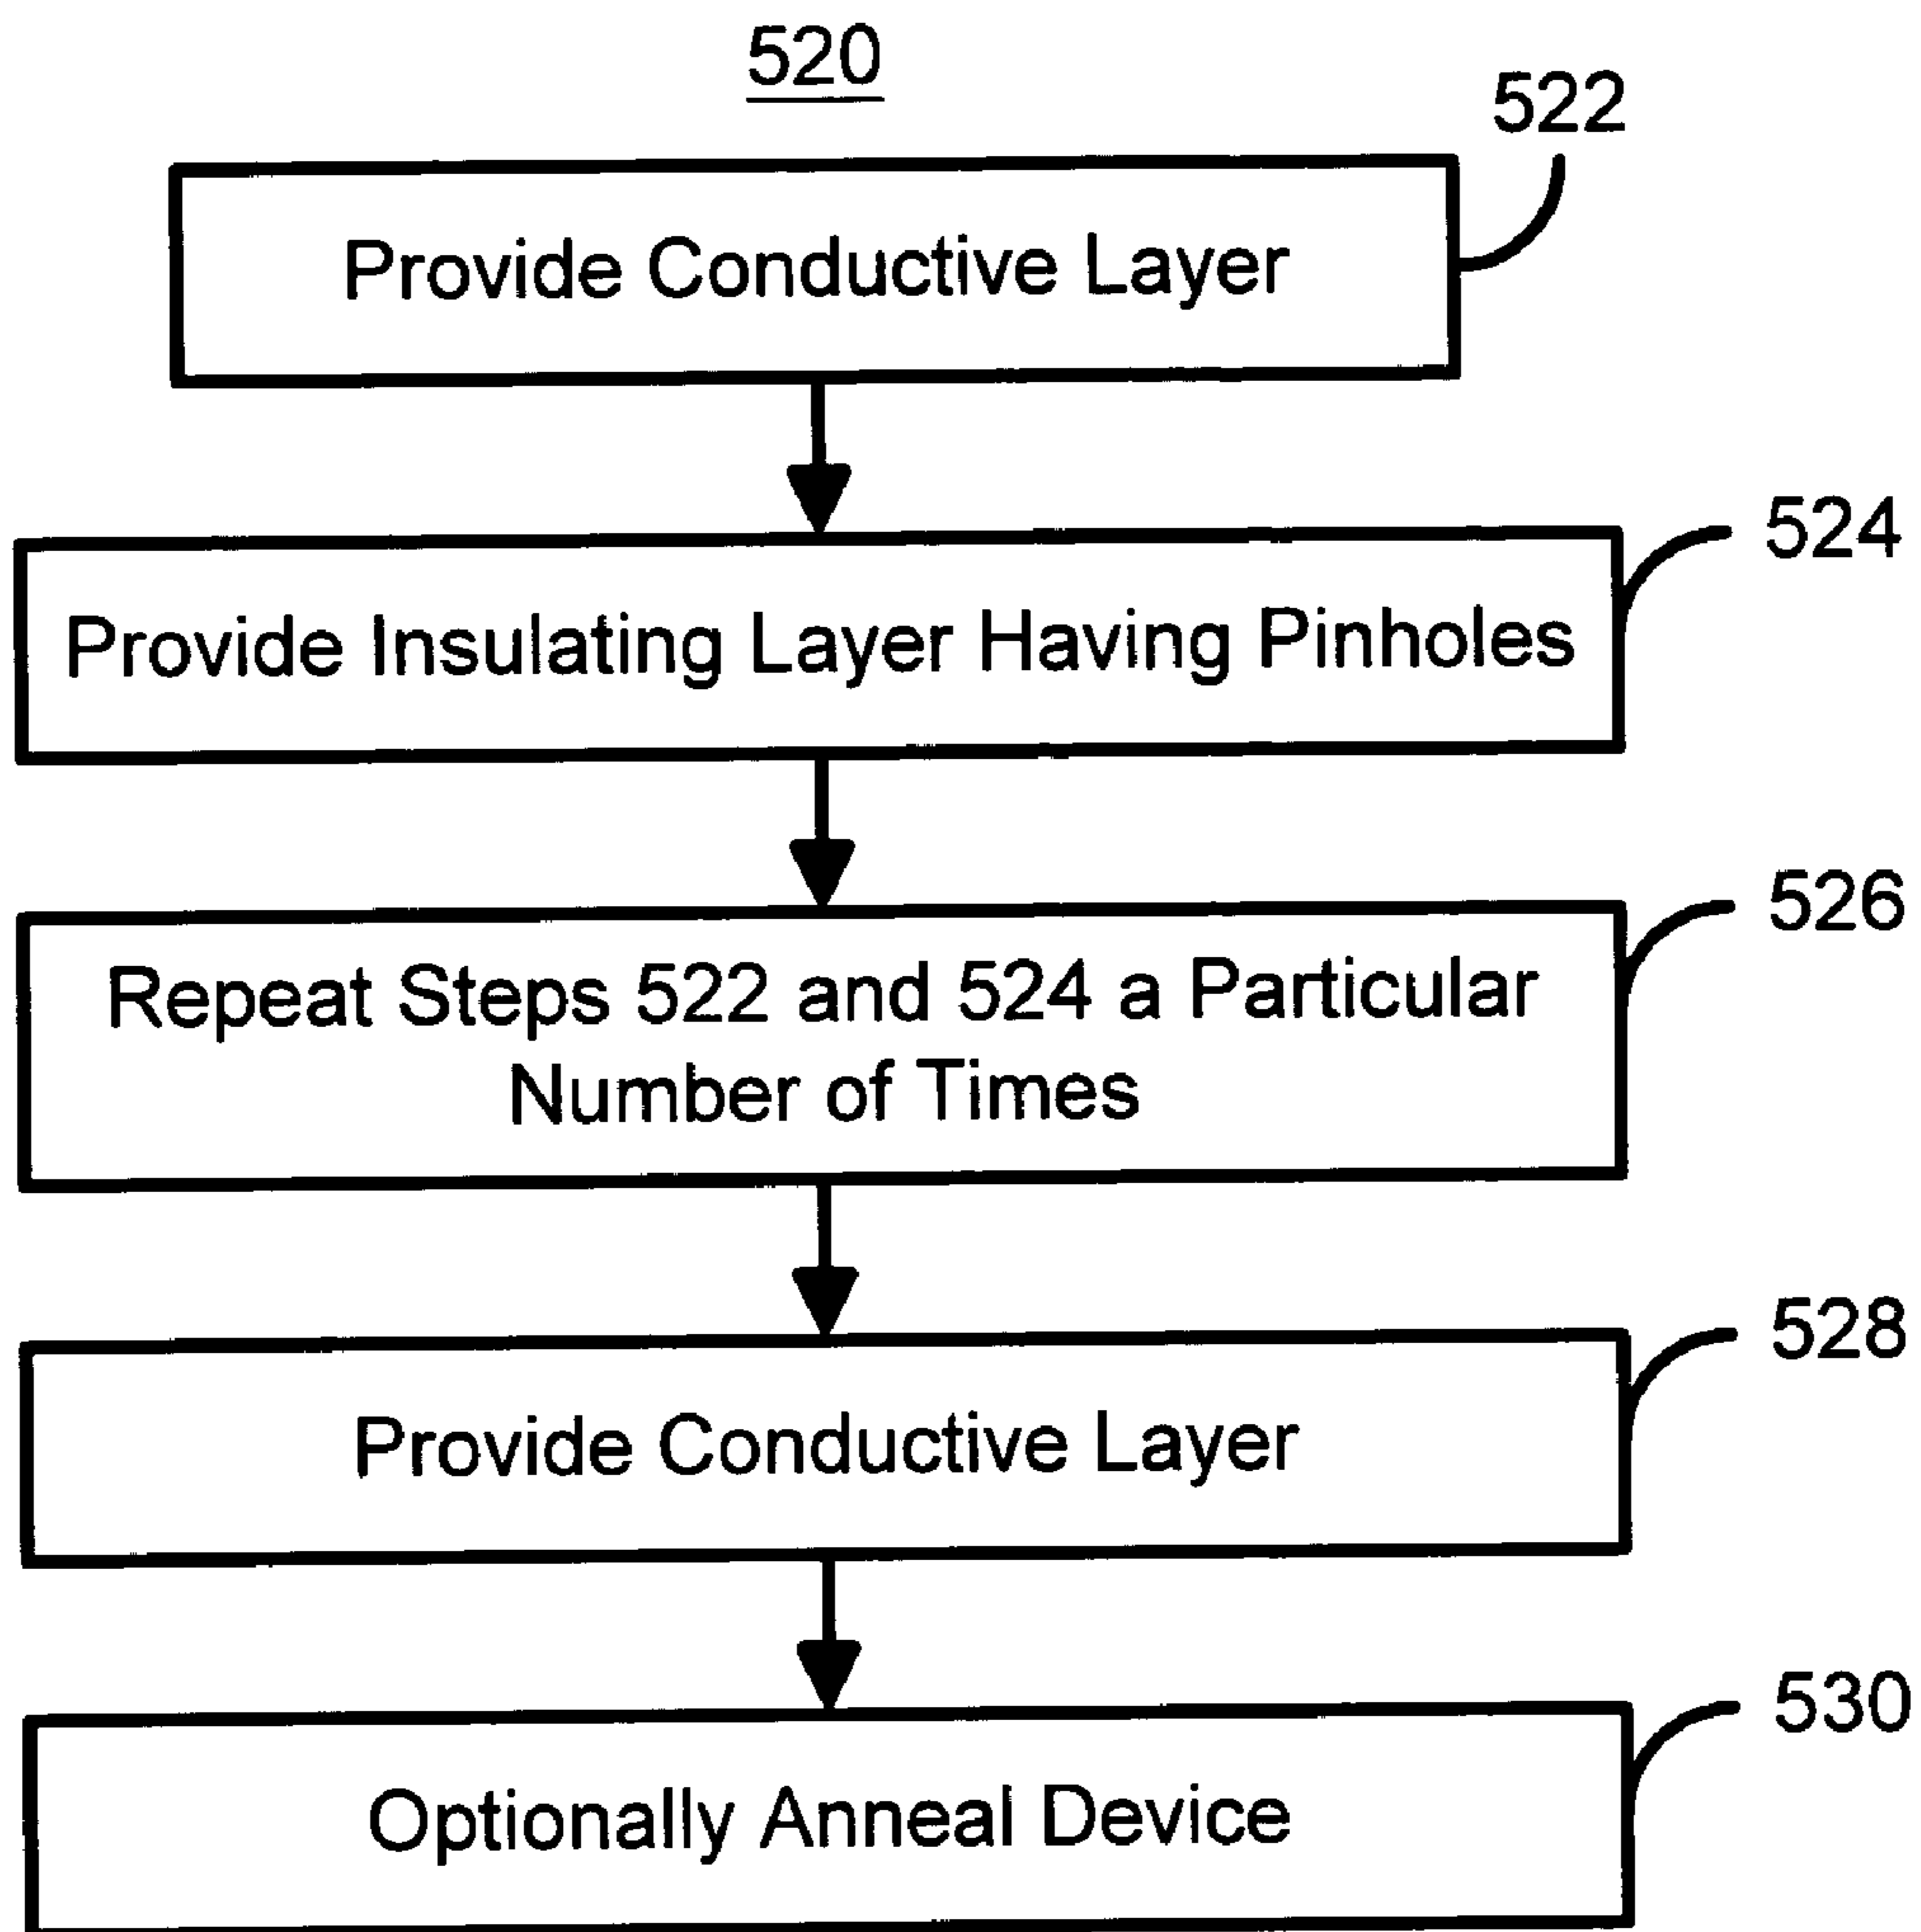 520
522
Provide Conductive Layer
524
Provide Insulating Layer Having Pinholes
526
Repeat Steps 522 and 524 a Particular
Number of Times
528
Provide Conductive Layer
530
Optionally Anneal Device